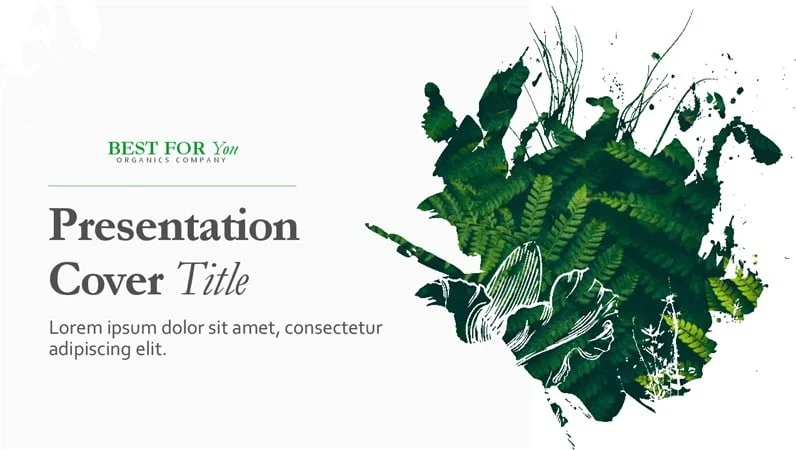 BEST FOR You
ORGANICS COMPANY
Presentation
Cover Title
Lorem ipsum dolor sit amet, consectetur
adipiscing elit.